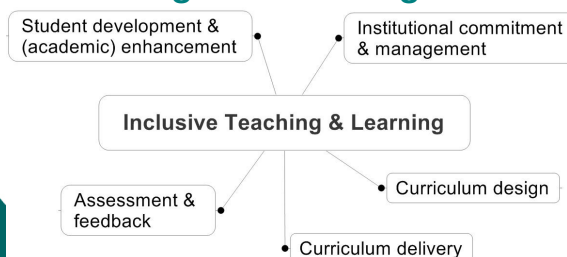 Student development &
(academic) enhancement
Institutional commitment
& management
Inclusive Teaching & Learning
Assessment &
feedback
Curriculum design
Curriculum delivery